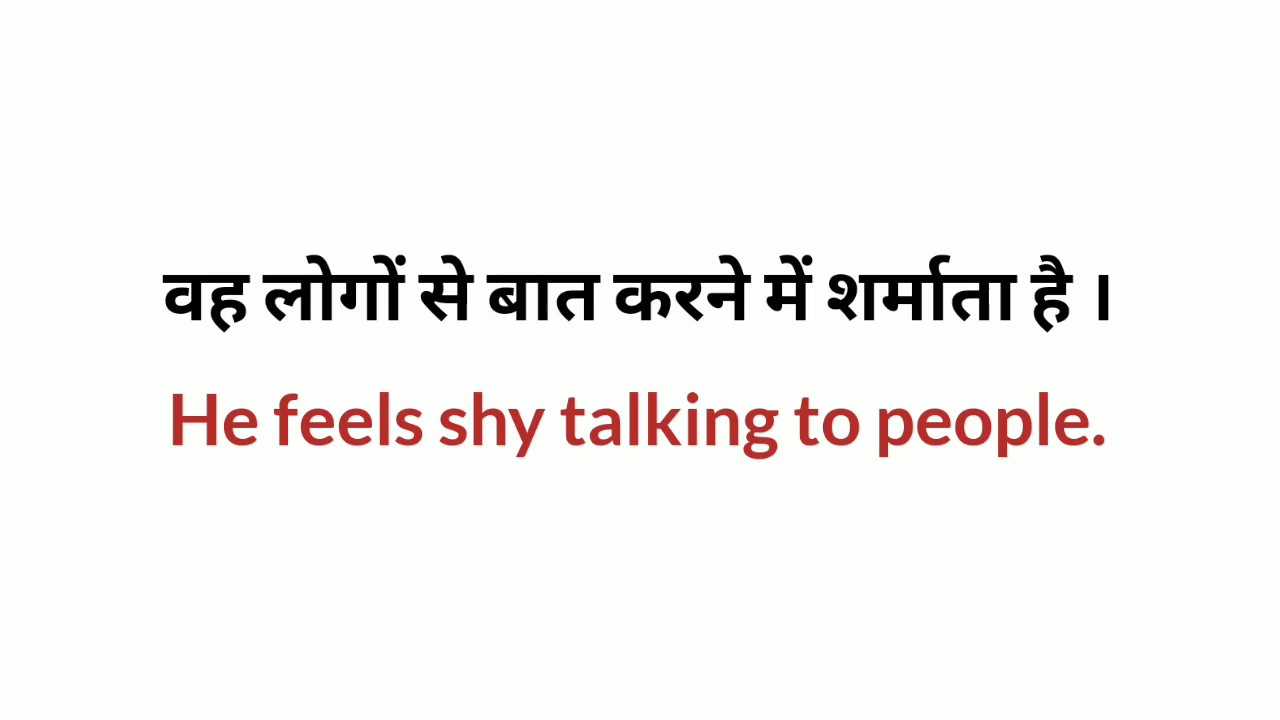 वह लोगों से बात करने में शर्माता है ।
He feels shy talking to people.